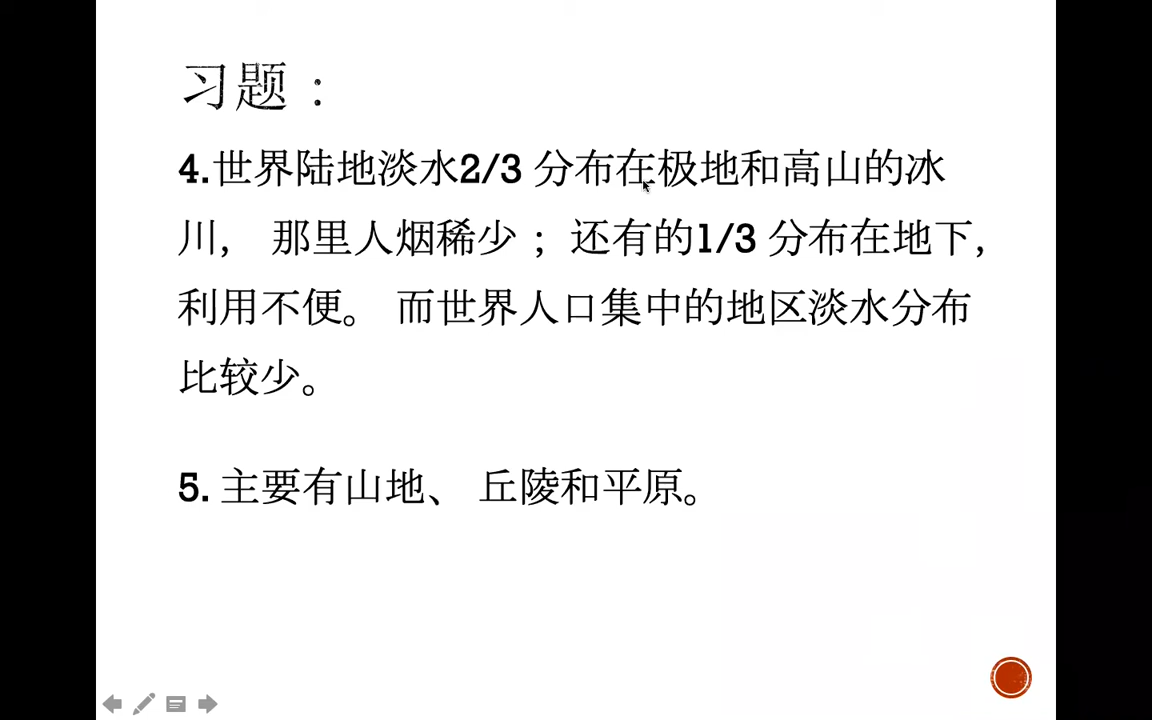 习题：
4.世界陆地淡水2/3 分布在极地和高山的冰
川， 那里人烟稀少； 还有的1/3 分布在地下，
利用不便。 而世界人口集中的地区淡水分布
比较少。
5. 主要有山地、 丘陵和平原。